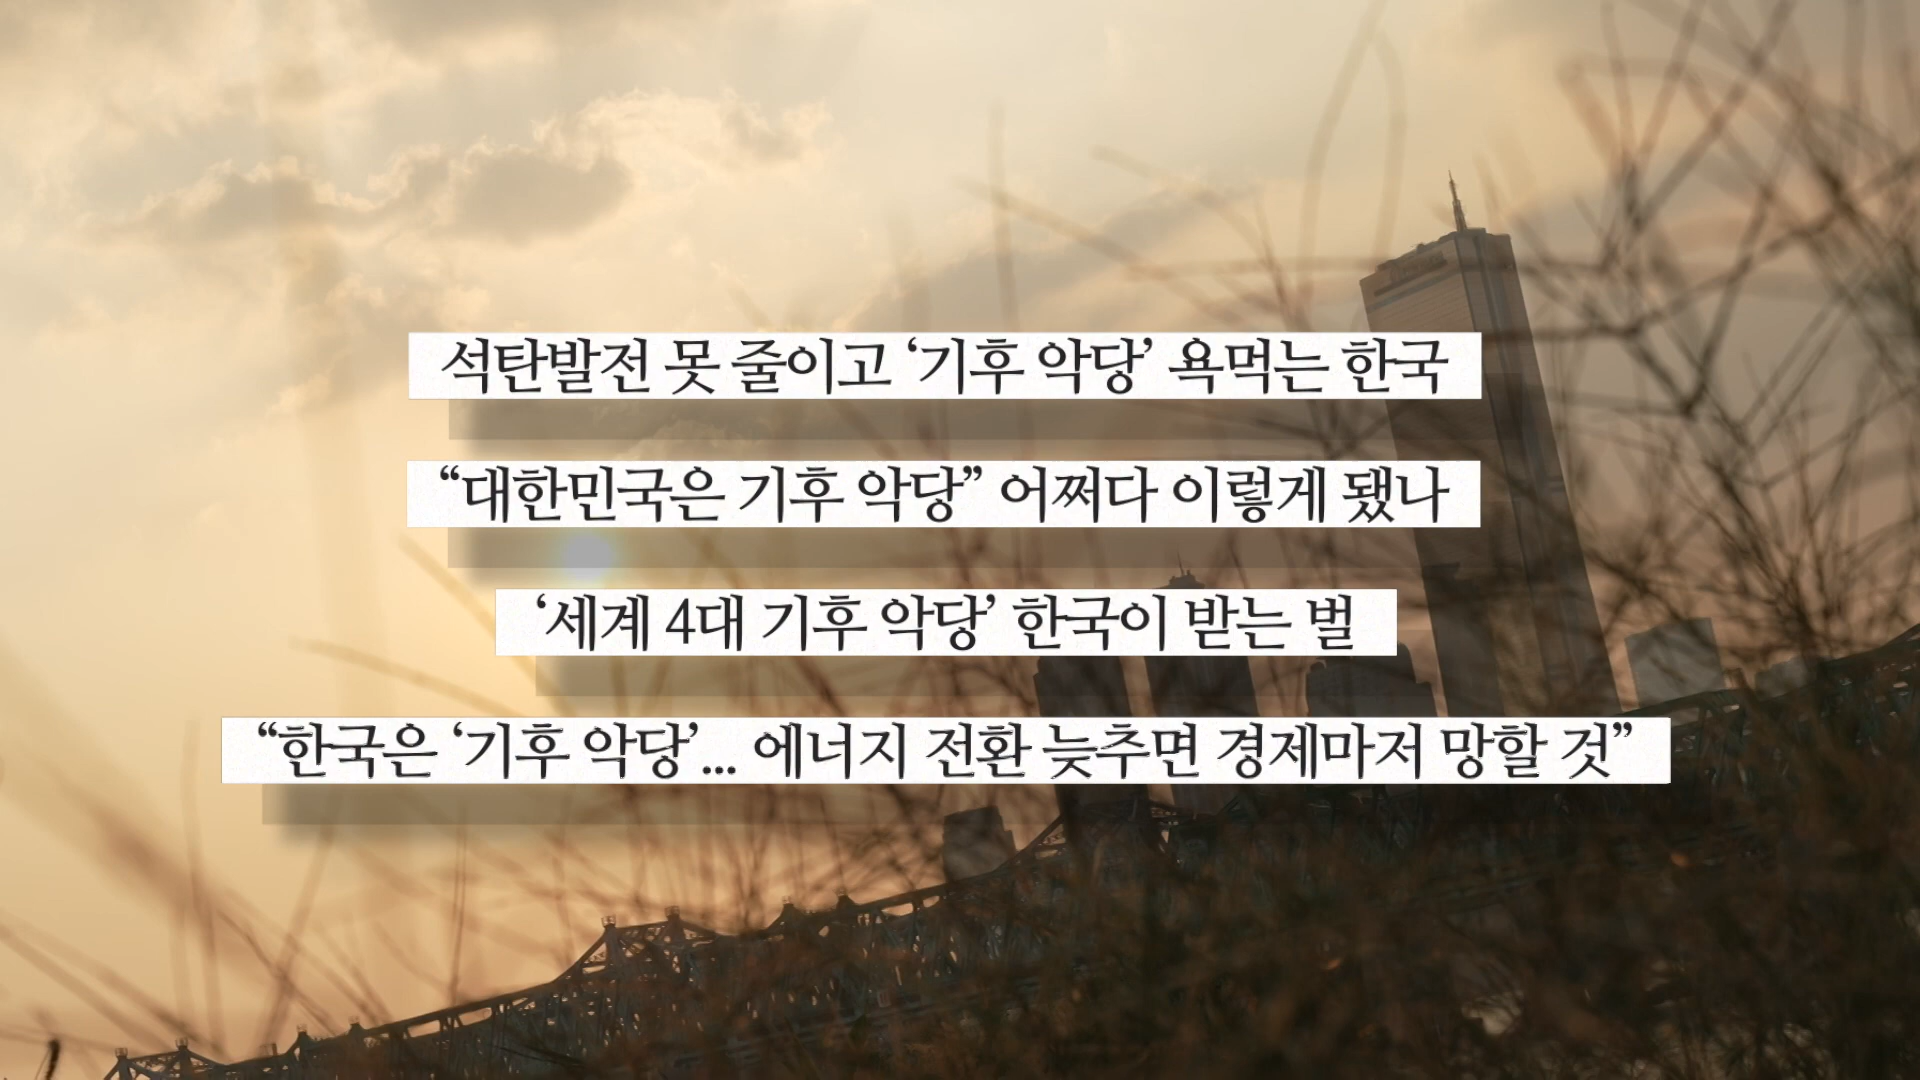 석탄발전 못 줄이고 ‘기후 악당’ 욕먹는 한국
“대한민국은 기후 악당” 어쩌다 이렇게 됐나
‘세계 4대 기후 악당’ 한국이 받는 벌
“한국은 ‘기후 악당’... 에너지 전환 늦추면 경제마저 망할 것”